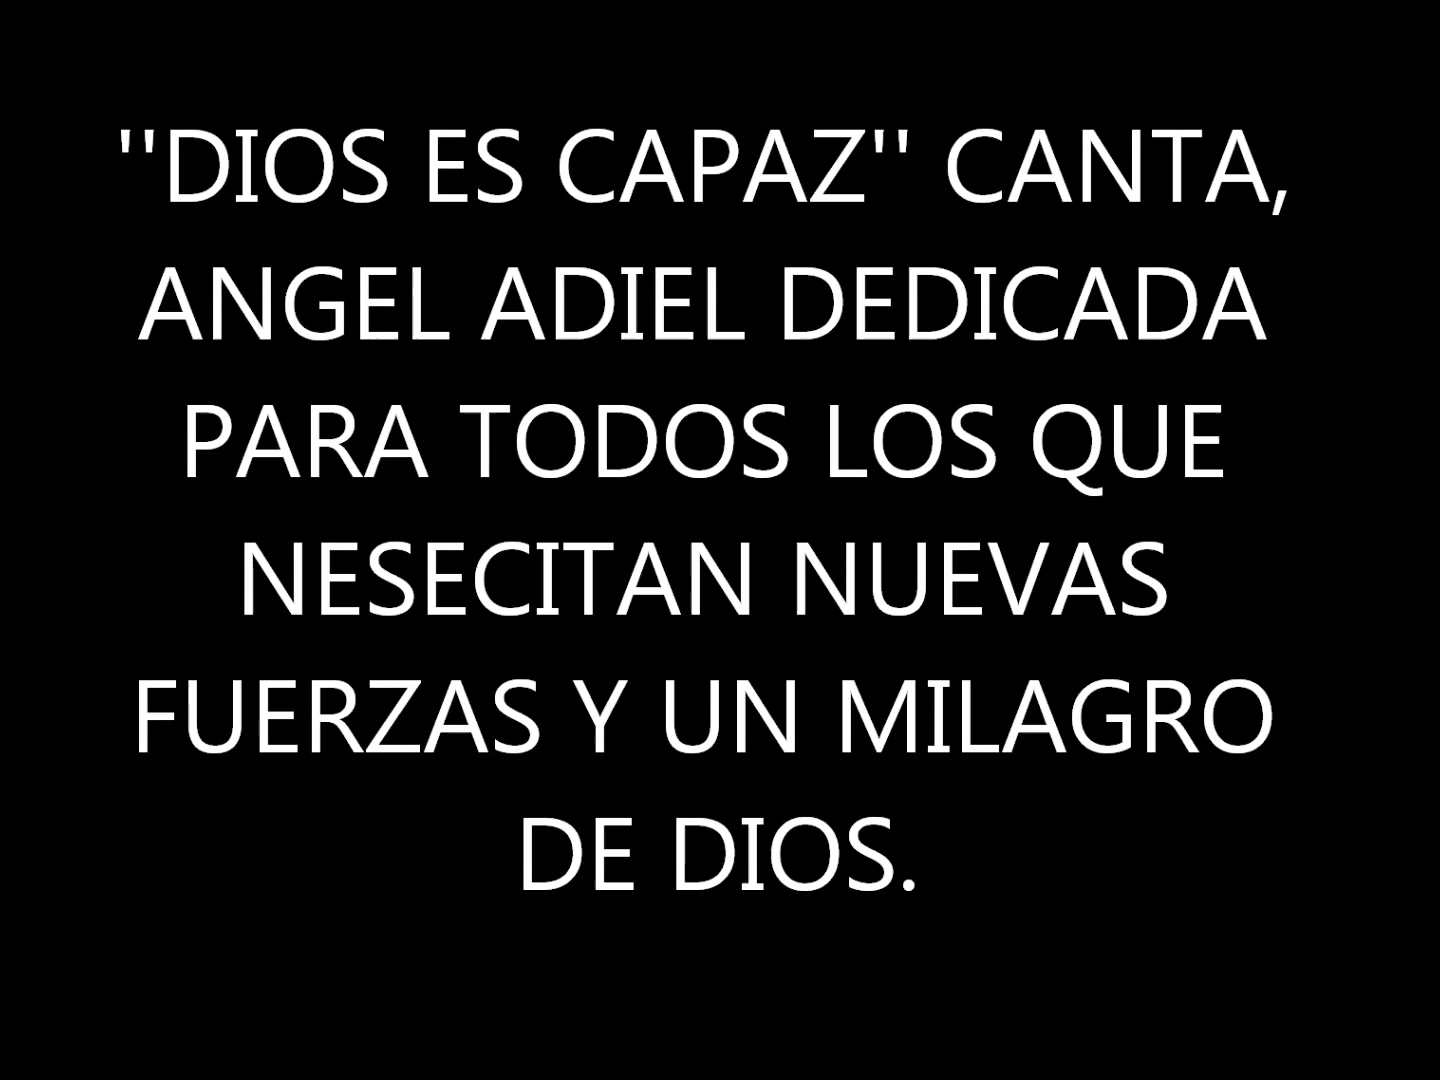 ''DIOS ES CAPAZ'' CANTA,
ANGEL ADIEL DEDICADA
PARA TODOS LOS QUE
NESECITAN NUEVAS
FUERZAS Y UN MILAGRO
DE DIOS.